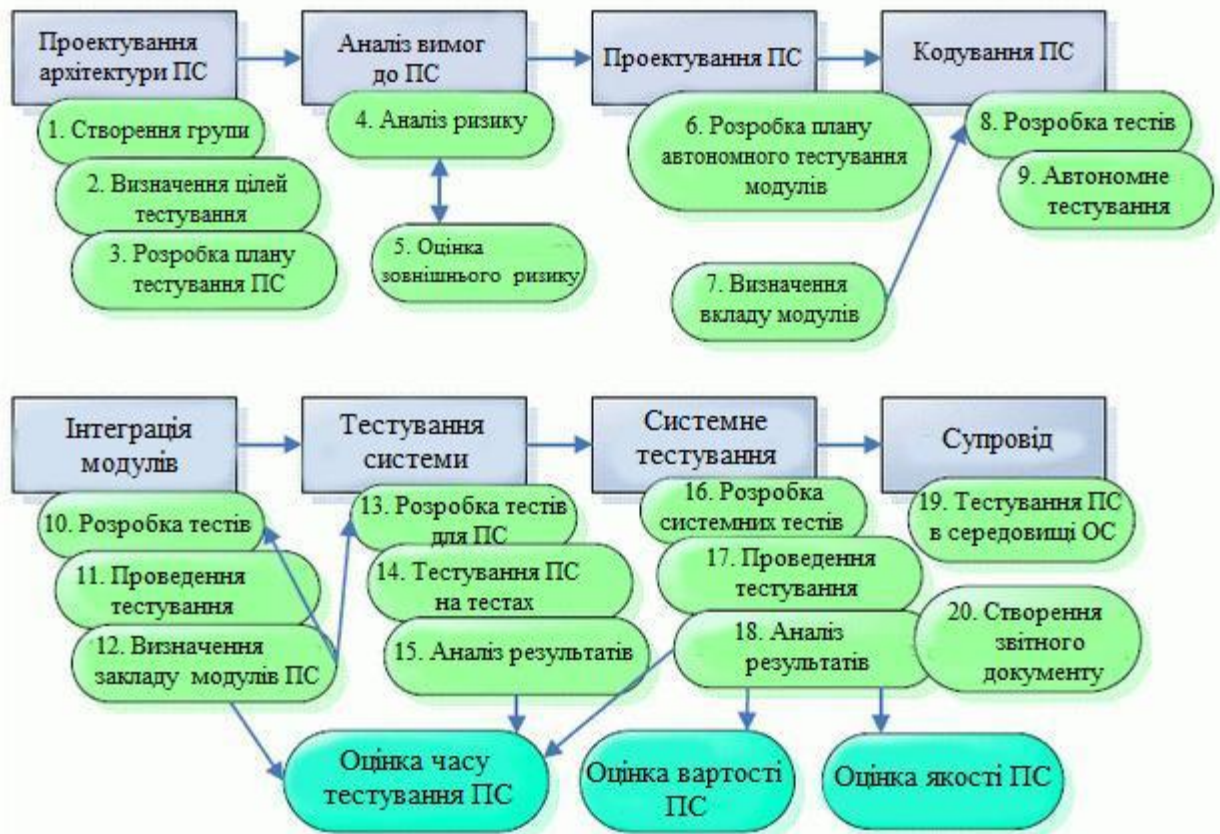 Проектування
архітектури ПС
Аналіз вимог
до ПС
Проектування ПС
Кодування ПС
1. Створення групи
2. Визначення цілей
тестування
3. Розробка плану
тестування ПС
4. Аналіз ризику
5. Оцінка
зовнішнього ризику
6. Розробка плану
автономного тестування
модулів
7. Визначення
вкладу модулів
8. Розробка тестів
9. Автономне
тестування
Інтеграція
модулів
Тестування
системи
Системне
тестування
Супровід
10. Розробка тестів
11. Проведення
тестування
12. Визначення
закладу модулів ПС
13. Розробка тестів
для ПС
14. Тестування ПС
на тестах
15. Аналіз результатів
16. Розробка
системних тестів
17. Проведення
тестування
18. Аналіз
результатів
19. Тестування ПС
в середовищі ОС
20. Створення
звітного
документу
Оцінка часу
тестування ПС
Оцінка вартості
ПС
Оцінка якості ПС